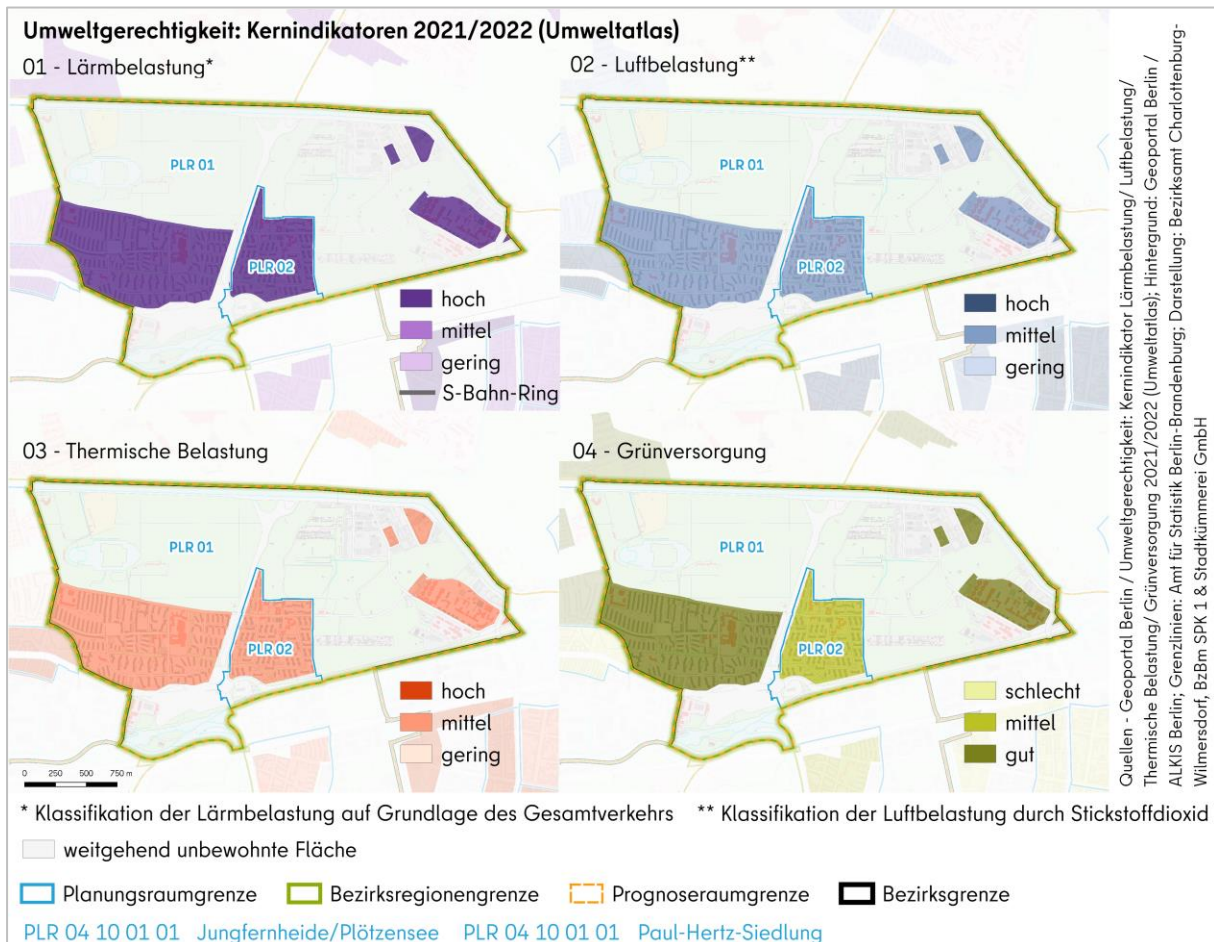 Umweltgerechtigkeit: Kernindikatoren 2021/2022 (Umweltatlas)
01 - Lärmbelastung*
PLR 01
PLR 02
hoch
mittel
gering
S-Bahn-Ring
02 - Luftbelastung**
PLR 01
PLR 02
hoch
mittel
gering
03 - Thermische Belastung
PLR 01
PLR 02
hoch
mittel
gering
0 250 500 750 m
04 - Grünversorgung
PLR 01
PLR 02
schlecht
mittel
gut
Quellen - Geoportal Berlin / Umweltgerechtigkeit: Kernindikator Lärmbelastung/ Luftbelastung/
Thermische Belastung/ Grünversorgung 2021/2022 (Umweltatlas); Hintergrund: Geoportal Berlin /
ALKIS Berlin; Grenzlinien: Amt für Statistik Berlin-Brandenburg; Darstellung: Bezirksamt Charlottenburg-
Wilmersdorf, BzBm SPK 1 & Stadtkümmerei GmbH
* Klassifikation der Lärmbelastung auf Grundlage des Gesamtverkehrs ** Klassifikation der Luftbelastung durch Stickstoffdioxid
weitgehend unbewohnte Fläche
Planungsraumgrenze Bezirksregionengrenze Prognoseraumgrenze Bezirksgrenze
PLR 04 10 01 01 Jungfernheide/Plötzensee PLR 04 10 01 01 Paul-Hertz-Siedlung